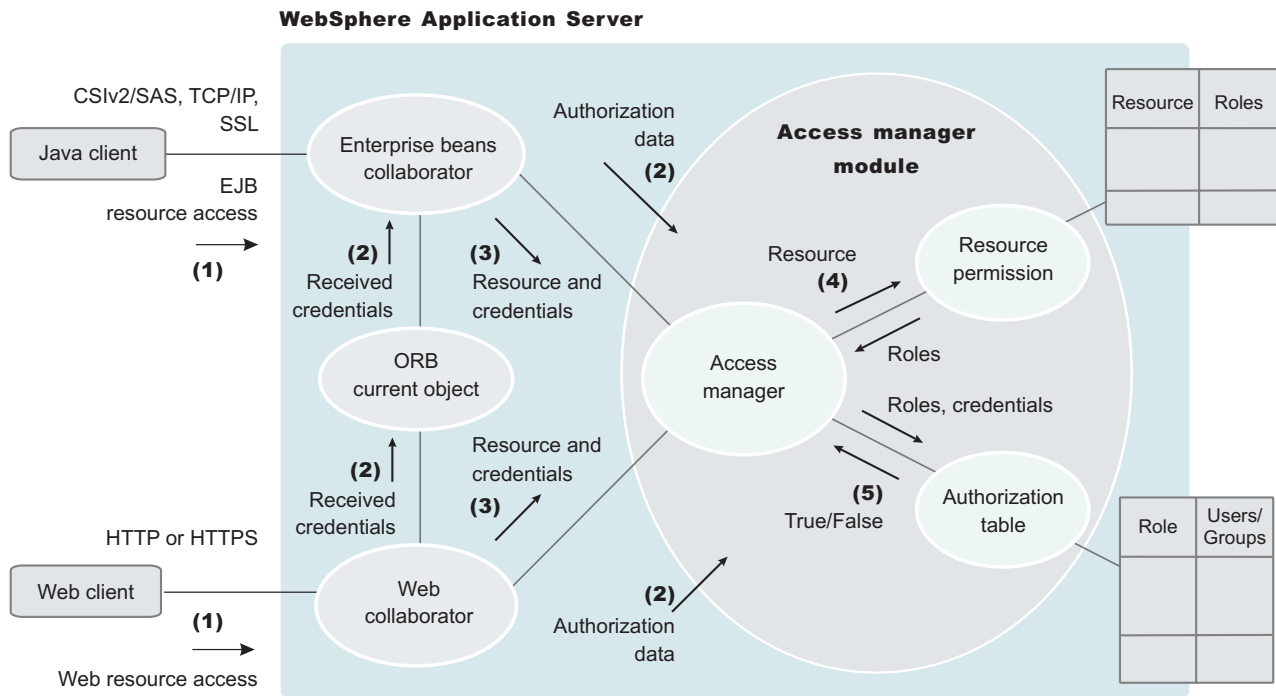 WebSphere Application Server
CSIv2/SAS, TCP/IP,
SSL
Java client
EJB
resource access
(1)
Enterprise beans
collaborator
Authorization
data
(2)
Access manager
module
Resource
Roles
(2)
Received
credentials
(3)
Resource and
credentials
Resource
(4)
Resource
permission
Roles
ORB
current object
Access
manager
Roles, credentials
(2)
Received
credentials
Resource and
credentials
(3)
(5)
True/False
Authorization
table
Role
Users/
Groups
HTTP or HTTPS
Web client
(1)
Web resource access
Web
collaborator
(2)
Authorization
data